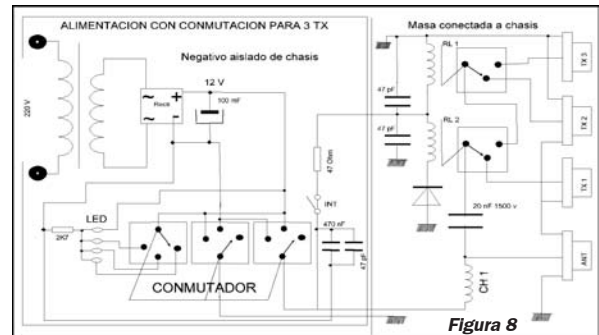 ALIMENTACION CON CONMUTACION PARA 3 TX
Masa conectada a chasis
Negativo aislado de chasis
220 V
Rect
12 V
100 mF
47 pF
47 pF
RL 1
RL 2
TX 3
TX 2
TX 1
ANT
47 Ohm
INT
LED
2K7
470 nF
47 pF
20 nF 1500 v
CH 1
CONMUTADOR
Figura 8